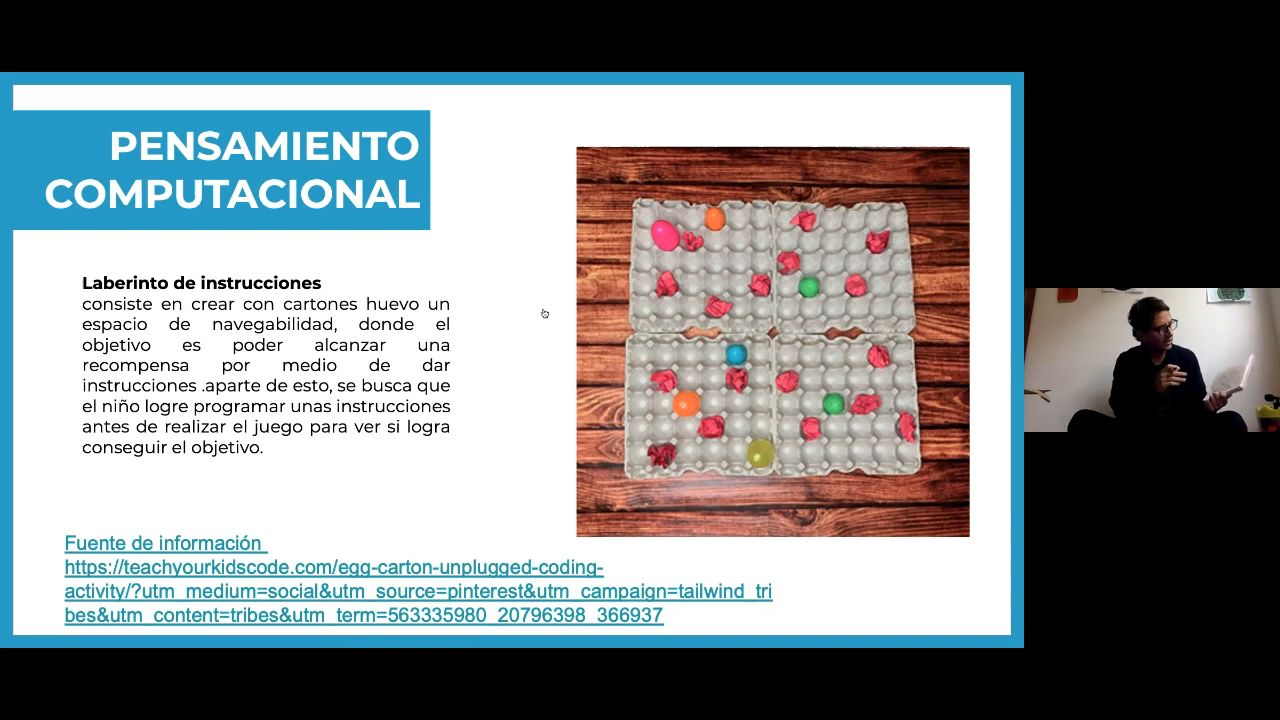 PENSAMIENTO
COMPUTACIONAL
Laberinto de instrucciones
consiste en crear con cartones huevo un
espacio de navegabilidad, donde el
objetivo es poder alcanzar una
recompensa por medio de dar
instrucciones .aparte de esto, se busca que
el niño logre programar unas instrucciones
antes de realizar el juego para ver si logra
conseguir el objetivo.
Fuente de información
https://teachyourkidscode.com/egg-carton-unplugged-coding-
activity/?utm_medium=social&utm_source=pinterest&utm_campaign=tailwind_tri
bes&utm_content=tribes&utm_term=563335980_20796398_366937